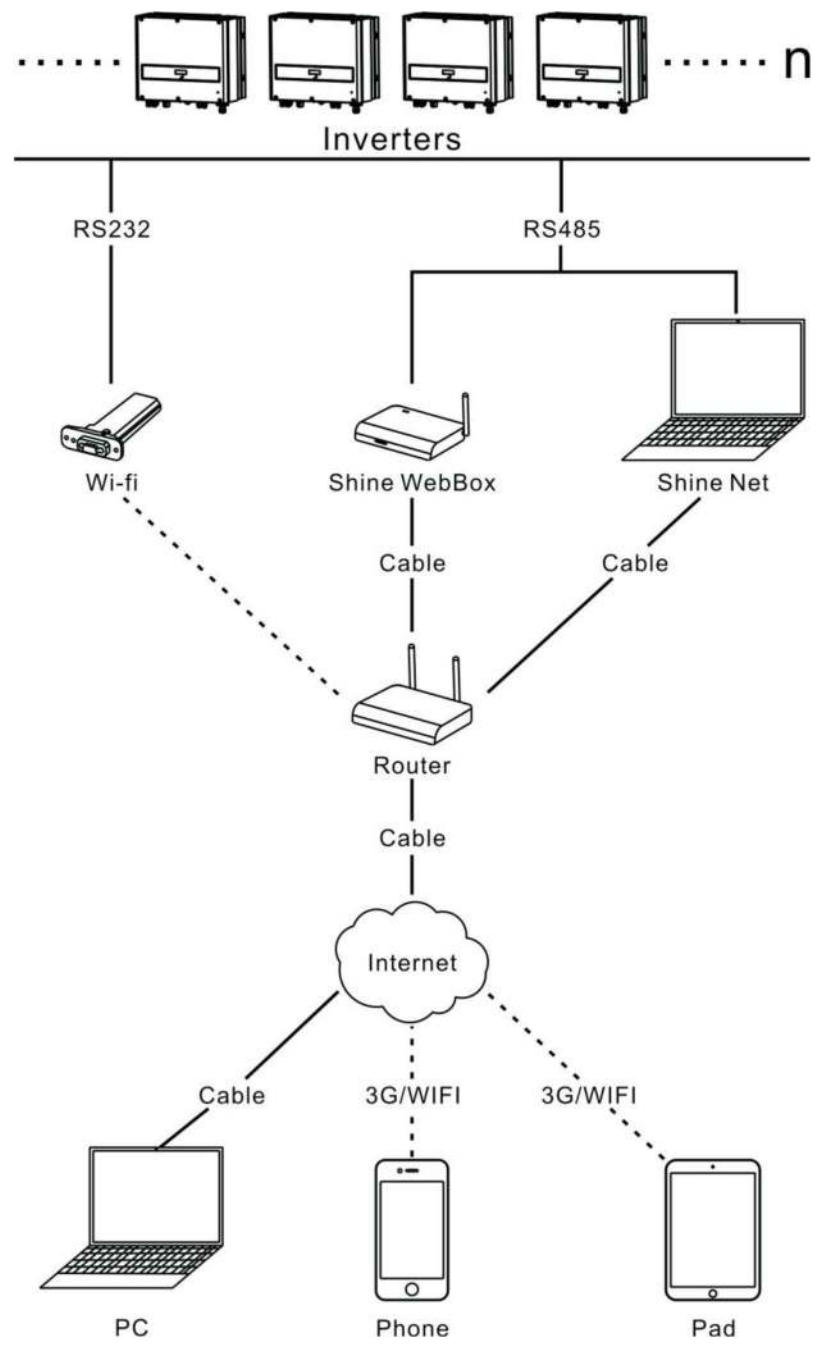 n
Inverters
RS232 RS485
Wi-fi Shine WebBox Shine Net
Cable Cable
Router
Cable
Internet
Cable 3G/WIFI 3G/WIFI
PC Phone Pad